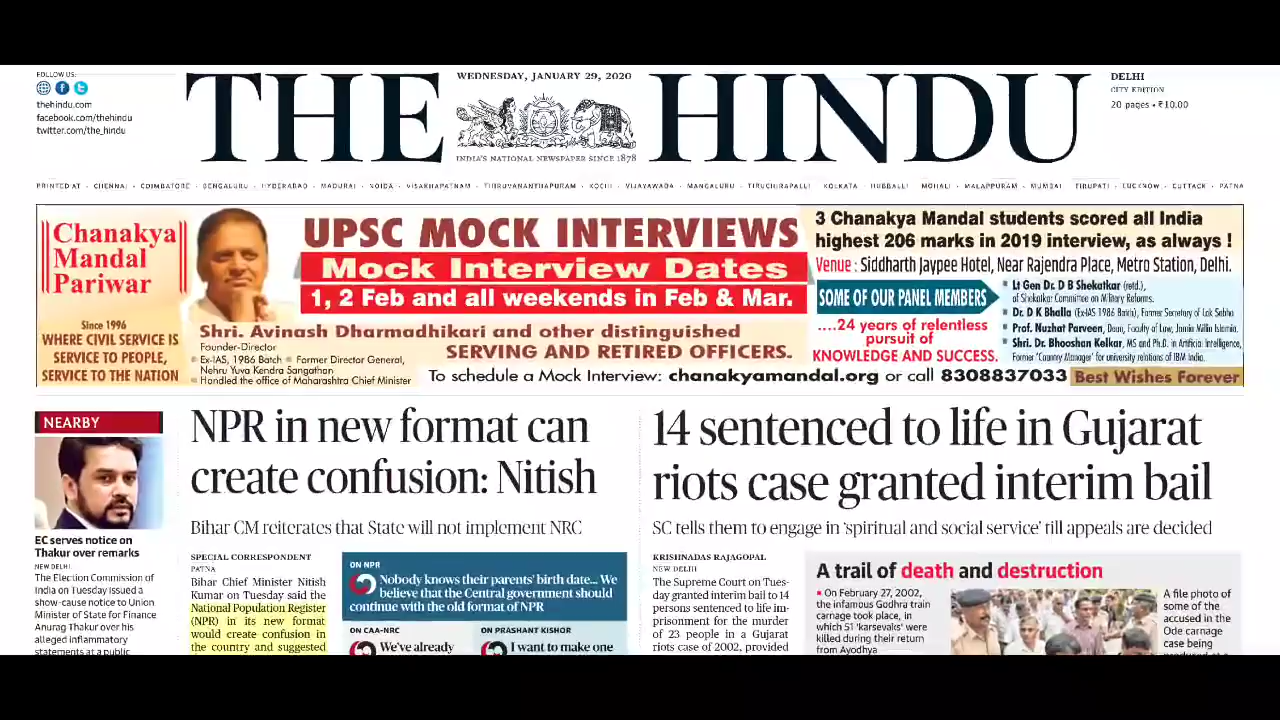 FOLLOW US:
thehindu.com
facebook.com/thehindu
twitter.com/the_hindu
THE HINDU
WEDNESDAY, JANUARY 29, 2020
INDIA'S NATIONAL NEWSPAPER SINCE 1878
DELHI
CITY EDITION
20 pages • ₹10.00
PRINTED AT • CHENNAI • COIMBATORE • BENGALURU • HYDERABAD • MADURAI • NOIDA • VISAKHAPATNAM • THIRUVANANTHAPURAM • KOCHI • VIJAYAWADA • MANGALURU • TIRUCHIRAPALLI • KOLKATA • HUBBALLI • MOHALI • MALAPPURAM • MUMBAI • TIRUPATI • LUCKNOW • CUTTACK • PATNA
Chanakya
Mandal
Pariwar
Since 1996
WHERE CIVIL SERVICE IS
SERVICE TO PEOPLE,
SERVICE TO THE NATION
UPSC MOCK INTERVIEWS
Mock Interview Dates
1, 2 Feb and all weekends in Feb & Mar.
Shri. Avinash Dharmadhikari and other distinguished
Founder-Director
SERVING AND RETIRED OFFICERS.
Ex-IAS, 1986 Batch Former Director General,
Nehru Yuva Kendra Sangathan
Handled the office of Maharashtra Chief Minister
To schedule a Mock Interview: chanakyamandal.org or call 8308837033
3 Chanakya Mandal students scored all India
highest 206 marks in 2019 interview, as always !
Venue : Siddharth Jaypee Hotel, Near Rajendra Place, Metro Station, Delhi.
SOME OF OUR PANEL MEMBERS
....24 years of relentless
pursuit of
KNOWLEDGE AND SUCCESS.
Lt Gen Dr. D B Shekatkar (retd.),
of Shekatkar Committee on Military Reforms.
Dr. D K Bhalla (Ex-IAS 1986 Batch), Former Secretary of Lok Sabha
Prof. Nuzhat Parveen, Dean, Faculty of Law, Jamia Millia Islamia.
Shri. Dr. Bhooshan Kelkar, MS and Ph.D. in Artificial Intelligence,
Former 'Country Manager' for university relations of IBM India.
Best Wishes Forever
NEARBY
EC serves notice on
Thakur over remarks
NEW DELHI
The Election Commission of
India on Tuesday issued a
show-cause notice to Union
Minister of State for Finance
Anurag Thakur over his
alleged inflammatory
statements at a public
NPR in new format can
create confusion: Nitish
Bihar CM reiterates that State will not implement NRC
SPECIAL CORRESPONDENT
PATNA
Bihar Chief Minister Nitish
Kumar on Tuesday said the
National Population Register
(NPR) in its new format
would create confusion in
the country and suggested
ON NPR
Nobody knows their parents' birth date... We
believe that the Central government should
continue with the old format of NPR
ON CAA-NRC
We've already
ON PRASHANT KISHOR
I want to make one
14 sentenced to life in Gujarat
riots case granted interim bail
SC tells them to engage in 'spiritual and social service' till appeals are decided
KRISHNADAS RAJAGOPAL
NEW DELHI
The Supreme Court on Tues-
day granted interim bail to 14
persons sentenced to life im-
prisonment for the murder
of 23 people in a Gujarat
riots case of 2002, provided
A trail of death and destruction
On February 27, 2002,
the infamous Godhra train
carnage took place, in
which 51 'karsevaks' were
killed during their return
from Ayodhya
A file photo of
some of the
accused in the
Ode carnage
case being